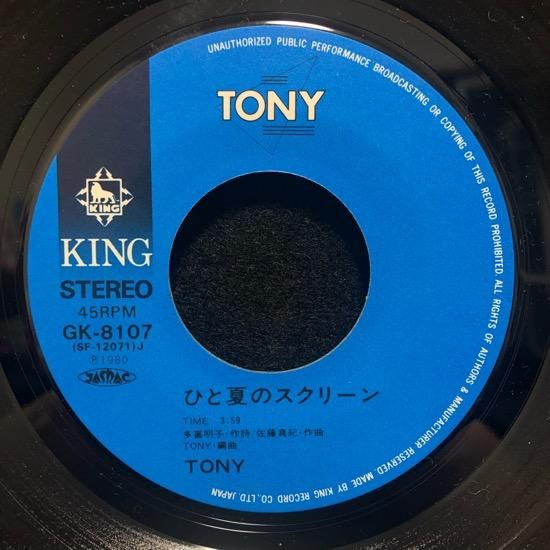 UNAUTHORIZED PUBLIC PERFORMANCE BROADCASTING OR COPYING OF THIS RECORD PROHIBITED. ALL RIGHTS OF AUTHORS & MANUFACTURER RESERVED. MADE BY KING RECORD CO., LTD. JAPAN
TONY
KING
KING
STEREO
45RPM
GK-8107
(SF-12071)J
Ⓟ1980
ひと夏のスクリーン
TIME 3:59
多裏明子・作詩/佐藤真紀・作曲
TONY・編曲
TONY